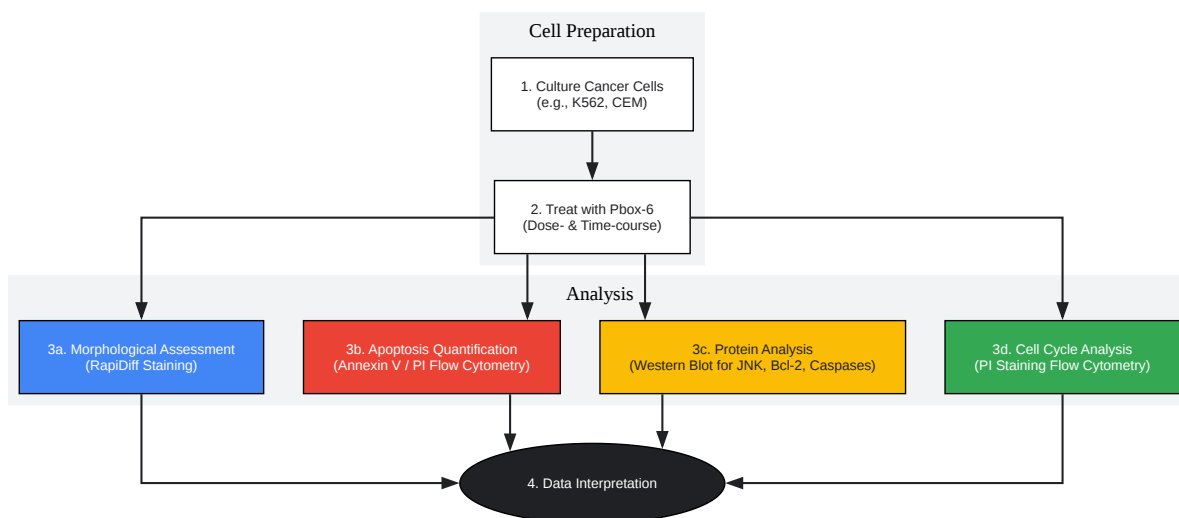 Cell Preparation
1. Culture Cancer Cells
(e.g., K562, CEM)
2. Treat with Pbox-6
(Dose- & Time-course)
Analysis
3a. Morphological Assessment
(RapiDiff Staining)
3b. Apoptosis Quantification
(Annexin V / PI Flow Cytometry)
3c. Protein Analysis
(Western Blot for JNK, Bcl-2, Caspases)
3d. Cell Cycle Analysis
(PI Staining Flow Cytometry)
4. Data Interpretation